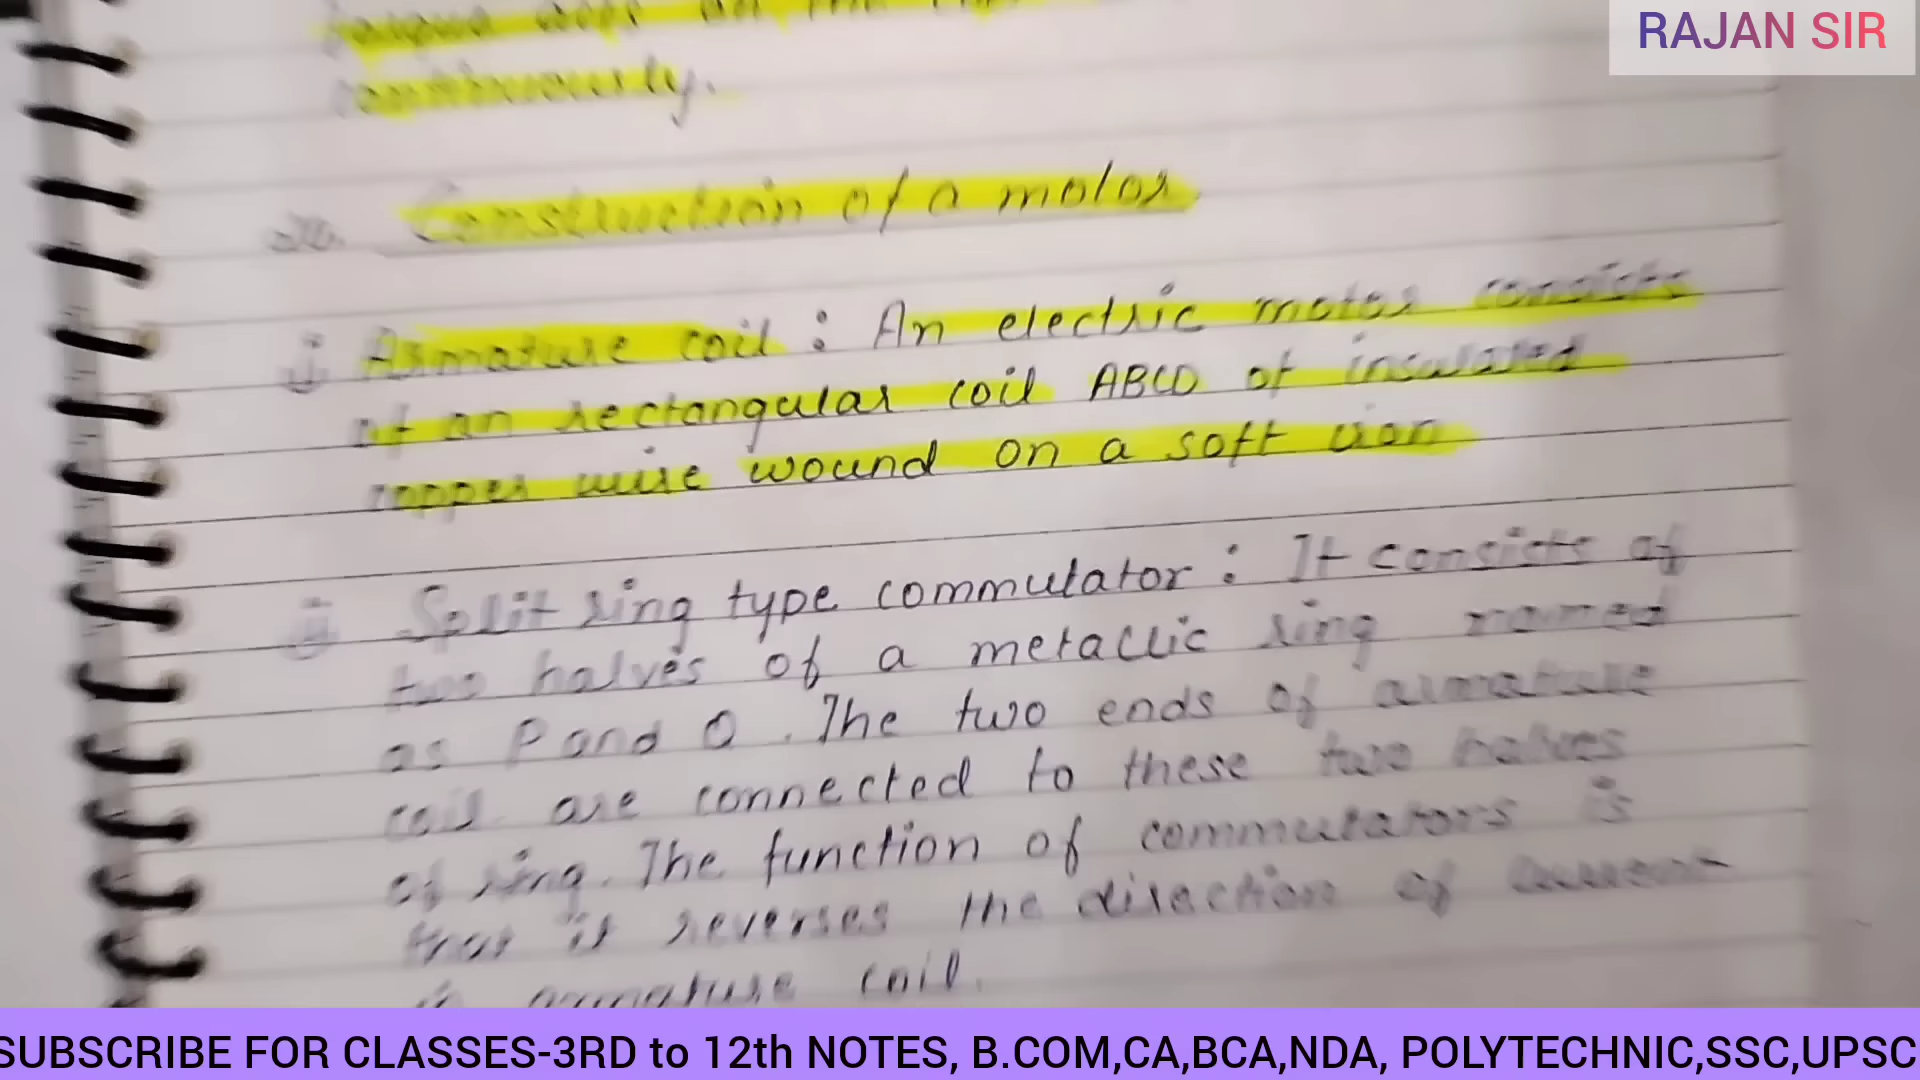 RAJAN SIR
continuously.
Construction of a motor.
i) Armature coil : An electric motor consists
of an rectangular coil ABCD of insulated
copper wire wound on a soft iron
ii) Split ring type commutator : It consists of
two halves of a metallic ring named
as P and Q . The two ends of armature
coil are connected to these two halves
of ring. The function of commutators is
that it reverses the direction of current
in armature coil.
SUBSCRIBE FOR CLASSES-3RD to 12th NOTES, B.COM,CA,BCA,NDA, POLYTECHNIC,SSC,UPSC